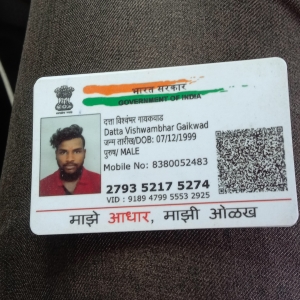 भारत सरकार
GOVERNMENT OF INDIA
दत्ता विश्वंभर गायकवाड
Datta Vishwambhar Gaikwad
जन्म तारीख/DOB: 07/12/1999
पुरुष/ MALE
Mobile No: 8380052483
2793 5217 5274
VID : 9189 4799 5553 2925
माझे आधार, माझी ओळख